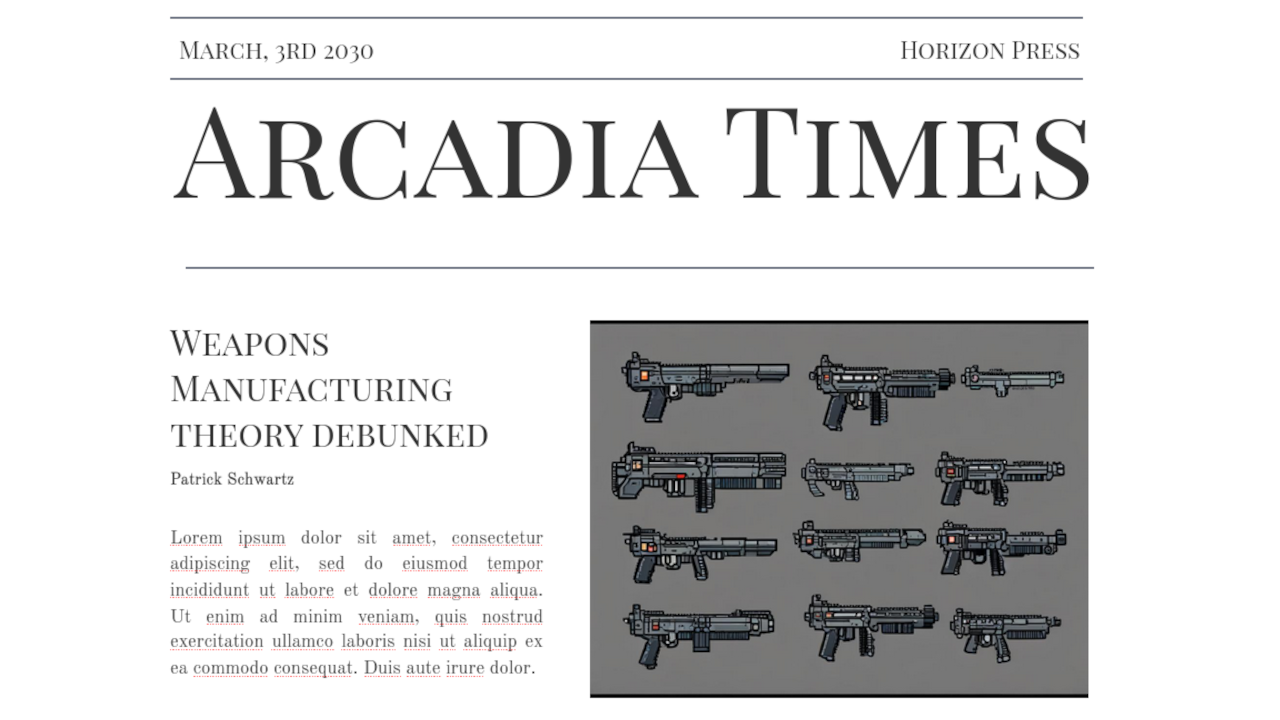 March, 3rd 2030
Horizon Press
Arcadia Times
Weapons
Manufacturing
theory debunked
Patrick Schwartz
Lorem ipsum dolor sit amet, consectetur
adipiscing elit, sed do eiusmod tempor
incididunt ut labore et dolore magna aliqua.
Ut enim ad minim veniam, quis nostrud
exercitation ullamco laboris nisi ut aliquip ex
ea commodo consequat. Duis aute irure dolor.